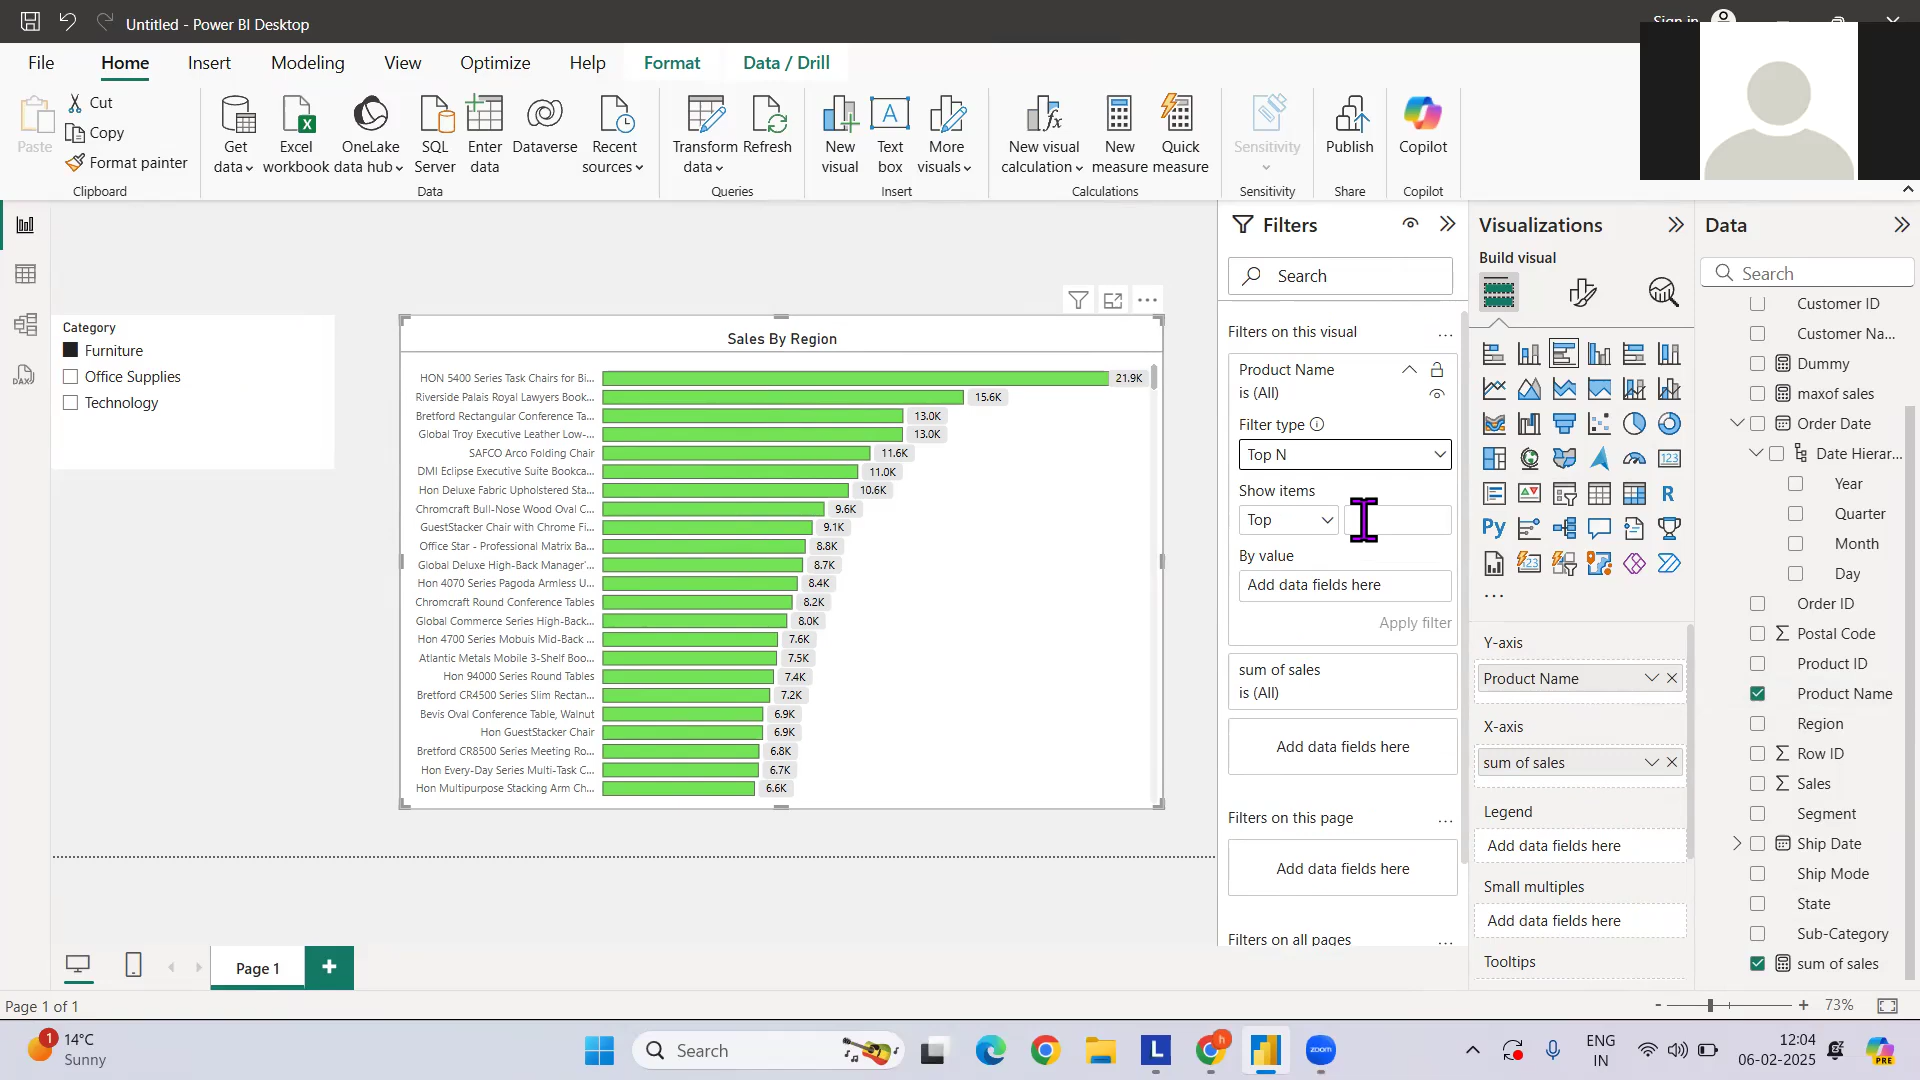 Untitled - Power BI Desktop
File
Home
Insert
Modeling
View
Optimize
Help
Format
Data / Drill
Paste
Cut
Copy
Format painter
Clipboard
Get data
Excel workbook
OneLake data hub
SQL Server
Enter data
Dataverse
Recent sources
Data
Transform data
Refresh
Queries
New visual
Text box
More visuals
Insert
New visual calculation
New measure
Quick measure
Calculations
Sensitivity
Sensitivity
Publish
Share
Copilot
Copilot
Category
Furniture
Office Supplies
Technology
Sales By Region
HON 5400 Series Task Chairs for Bi... 21.9K
Riverside Palais Royal Lawyers Book... 15.6K
Bretford Rectangular Conference Ta... 13.0K
Global Troy Executive Leather Low-... 13.0K
SAFCO Arco Folding Chair 11.6K
DMI Eclipse Executive Suite Bookca... 11.0K
Hon Deluxe Fabric Upholstered Sta... 10.6K
Chromcraft Bull-Nose Wood Oval C... 9.6K
GuestStacker Chair with Chrome Fi... 9.1K
Office Star - Professional Matrix Ba... 8.8K
Global Deluxe High-Back Manager'... 8.7K
Hon 4070 Series Pagoda Armless U... 8.4K
Chromcraft Round Conference Tables 8.2K
Global Commerce Series High-Back... 8.0K
Hon 4700 Series Mobuis Mid-Back ... 7.6K
Atlantic Metals Mobile 3-Shelf Boo... 7.5K
Hon 94000 Series Round Tables 7.4K
Bretford CR4500 Series Slim Rectan... 7.2K
Bevis Oval Conference Table, Walnut 6.9K
Hon GuestStacker Chair 6.9K
Bretford CR8500 Series Meeting Ro... 6.8K
Hon Every-Day Series Multi-Task C... 6.7K
Hon Multipurpose Stacking Arm Ch... 6.6K
Filters
Search
Filters on this visual
Product Name
is (All)
Filter type
Top N
Show items
Top
By value
Add data fields here
Apply filter
sum of sales
is (All)
Add data fields here
Filters on this page
Add data fields here
Filters on all pages
Visualizations
Build visual
Y-axis
Product Name
X-axis
sum of sales
Legend
Add data fields here
Small multiples
Add data fields here
Tooltips
Data
Search
Customer ID
Customer Na...
Dummy
maxof sales
Order Date
Date Hierar...
Year
Quarter
Month
Day
Order ID
Postal Code
Product ID
Product Name
Region
Row ID
Sales
Segment
Ship Date
Ship Mode
State
Sub-Category
sum of sales
Page 1
Page 1 of 1
73%
1
14°C
Sunny
Search
zoom
ENG
IN
12:04
06-02-2025
PRE